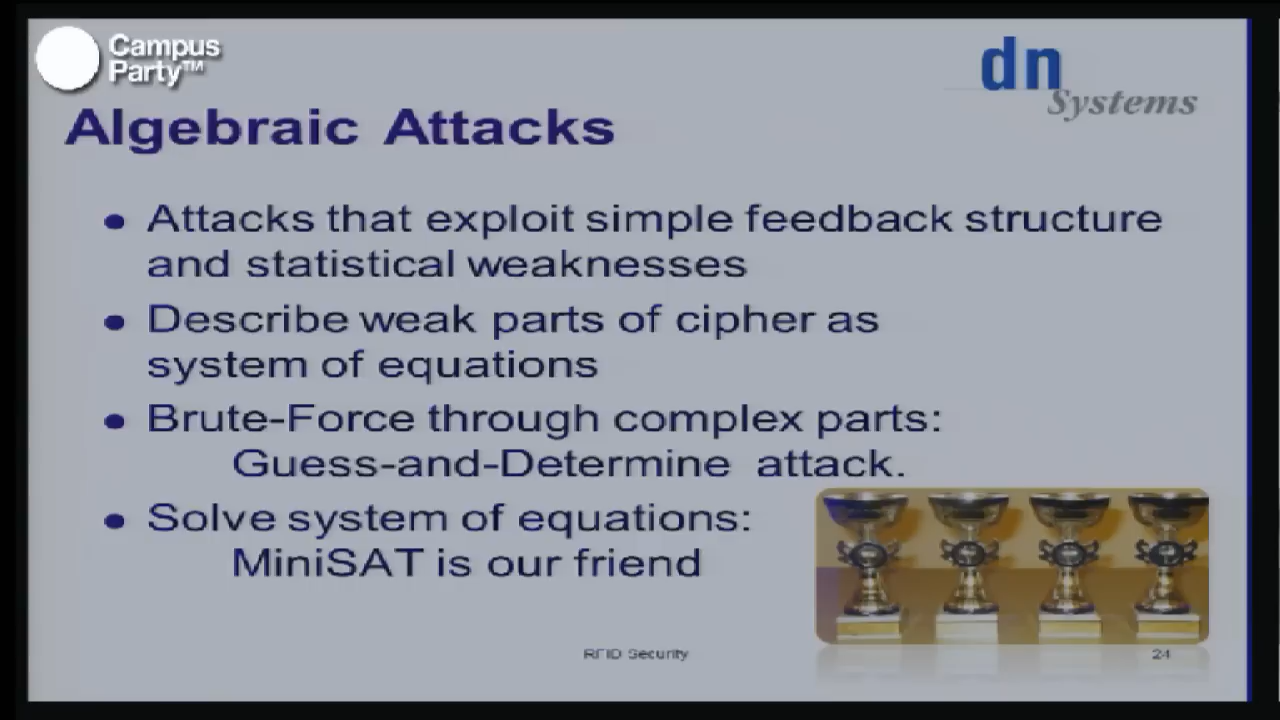 Campus
Party™
dn
Systems
Algebraic Attacks
• Attacks that exploit simple feedback structure
and statistical weaknesses
• Describe weak parts of cipher as
system of equations
• Brute-Force through complex parts:
Guess-and-Determine attack.
• Solve system of equations:
MiniSAT is our friend
RFID Security
24